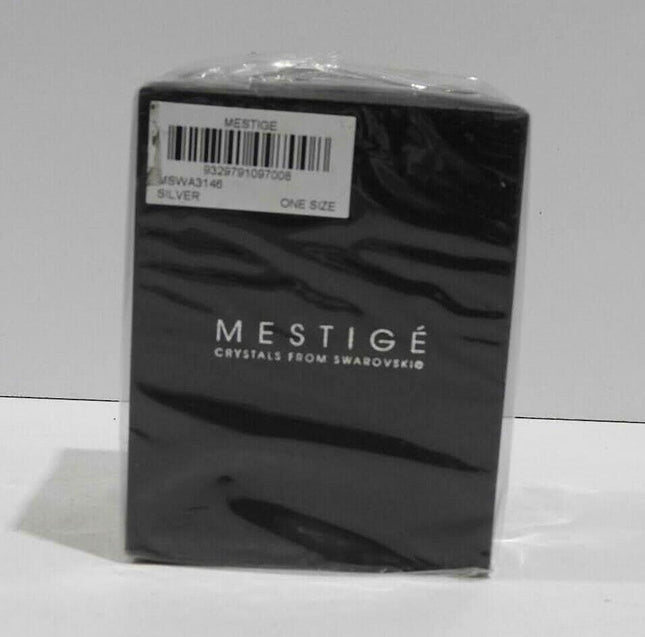 MESTIGE
9329791097008
MSWA3146
SILVER ONE SIZE
MESTIGÉ
CRYSTALS FROM SWAROVSKI®